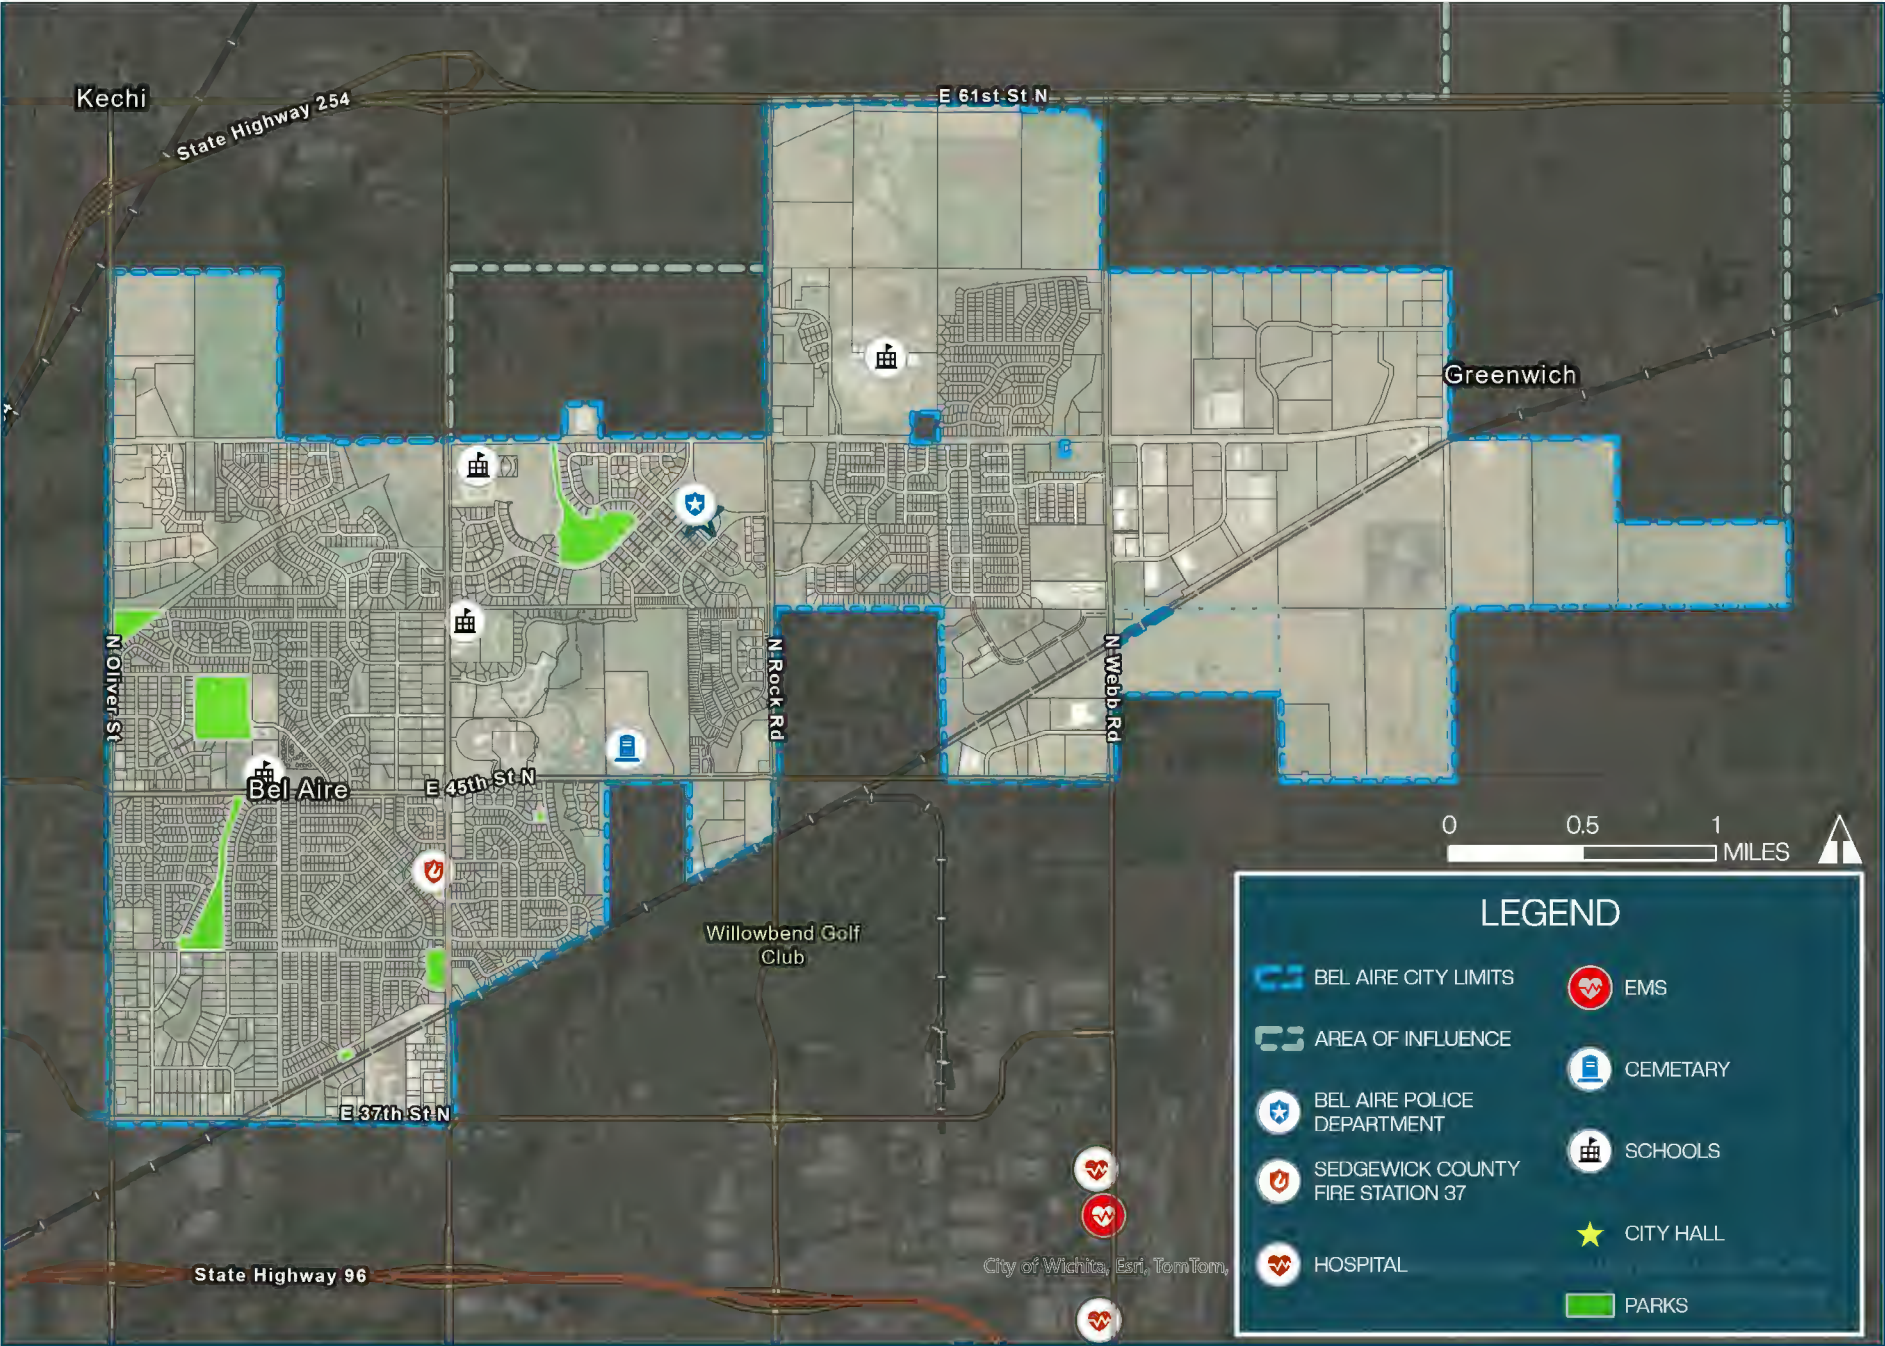 Kechi
State Highway 254
E 61st St N
Greenwich
N Oliver St
N Rock Rd
N Webb Rd
Bel Aire
E 45th St N
Willowbend Golf
Club
E 37th St N
State Highway 96
City of Wichita, Esri, TomTom,
0 0.5 1
MILES
LEGEND
BEL AIRE CITY LIMITS
AREA OF INFLUENCE
BEL AIRE POLICE
DEPARTMENT
SEDGEWICK COUNTY
FIRE STATION 37
HOSPITAL
EMS
CEMETARY
SCHOOLS
CITY HALL
PARKS